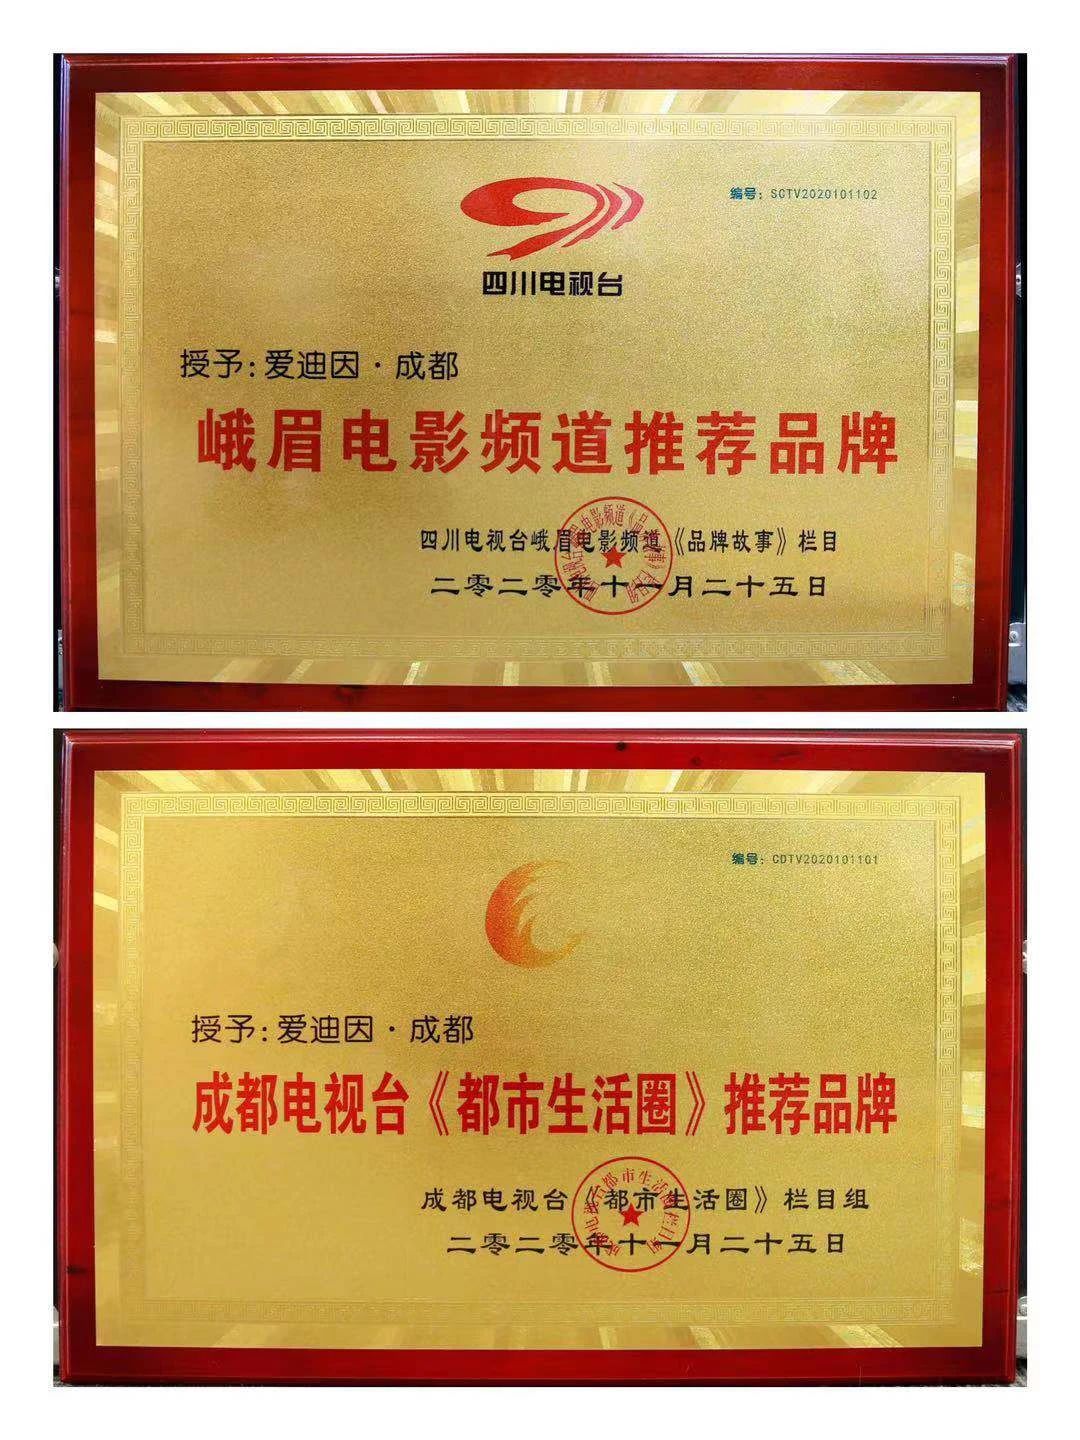 编号：SCTV2020101102
四川电视台
授予：爱迪因·成都
峨眉电影频道推荐品牌
四川电视台峨眉电影频道《品牌故事》栏目
二零二零年十一月二十五日
编号：CDTV2020101101
授予：爱迪因·成都
成都电视台《都市生活圈》推荐品牌
成都电视台《都市生活圈》栏目组
二零二零年十一月二十五日